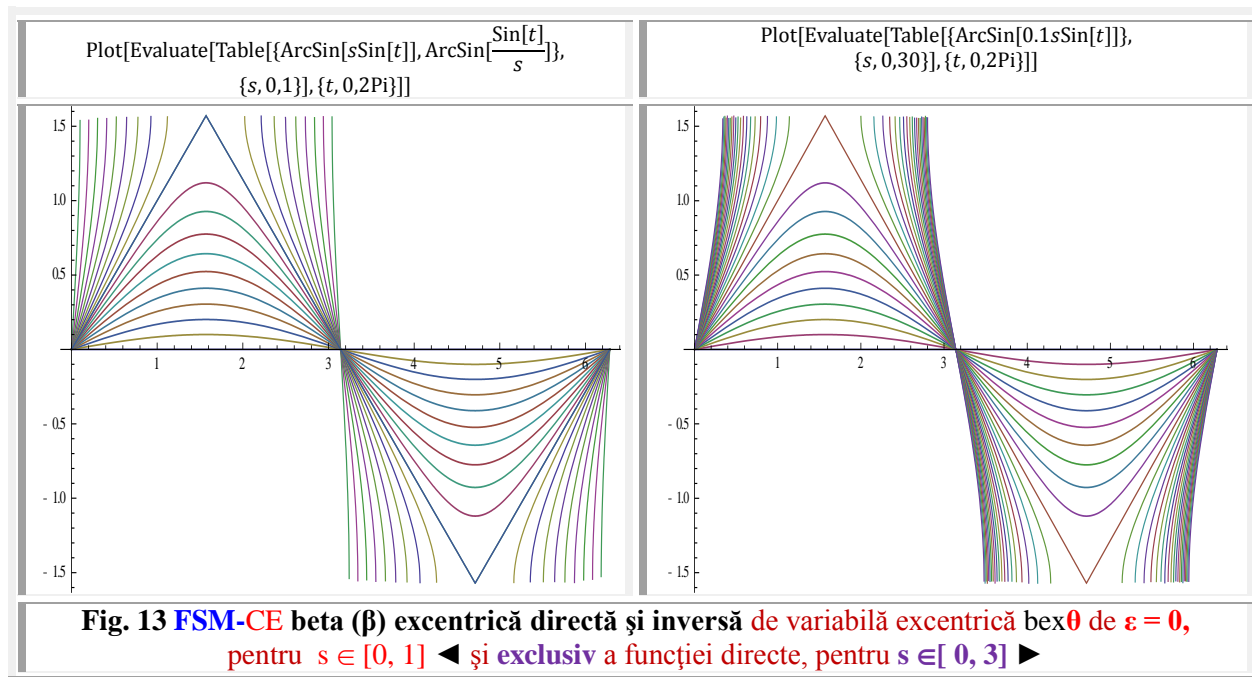 Plot[Evaluate[Table[{ArcSin[sSin[t]], ArcSin[Sin[t]/s]},
{s, 0,1}], {t, 0,2Pi}]]
Plot[Evaluate[Table[{ArcSin[0.1sSin[t]]},
{s, 0,30}], {t, 0,2Pi}]]
1.5
1.0
0.5
- 0.5
- 1.0
- 1.5
1 2 3 4 5 6
1.5
1.0
0.5
- 0.5
- 1.0
- 1.5
1 2 3 4 5 6
Fig. 13 FSM-CE beta (β) excentrică directă şi inversă de variabilă excentrică bexθ de ε = 0,
pentru s ∈ [0, 1] ◄ şi exclusiv a funcţiei directe, pentru s ∈[ 0, 3] ►